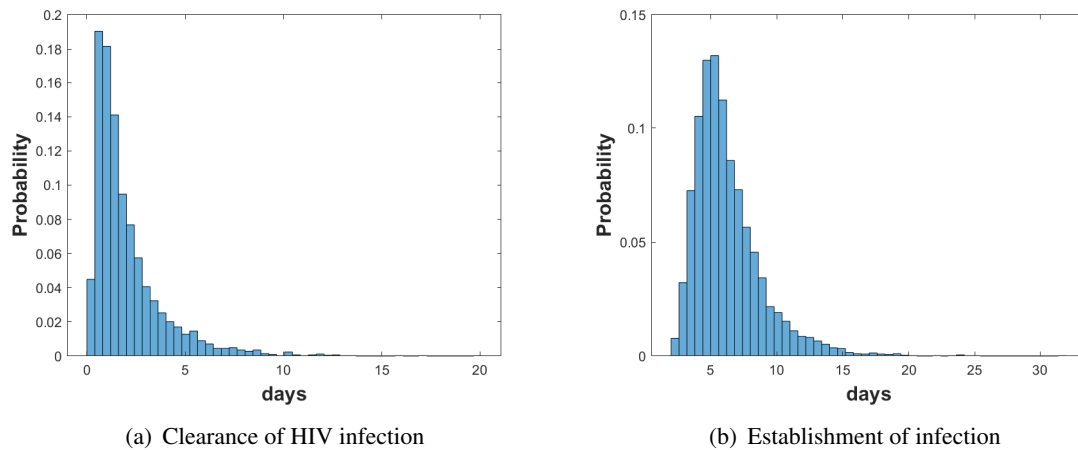 0.2
0.18
0.16
0.14
0.12
0.1
0.08
0.06
0.04
0.02
0
Probability
0 5 10 15 20
days
(a) Clearance of HIV infection
0.15
0.1
0.05
0
Probability
5 10 15 20 25 30
days
(b) Establishment of infection